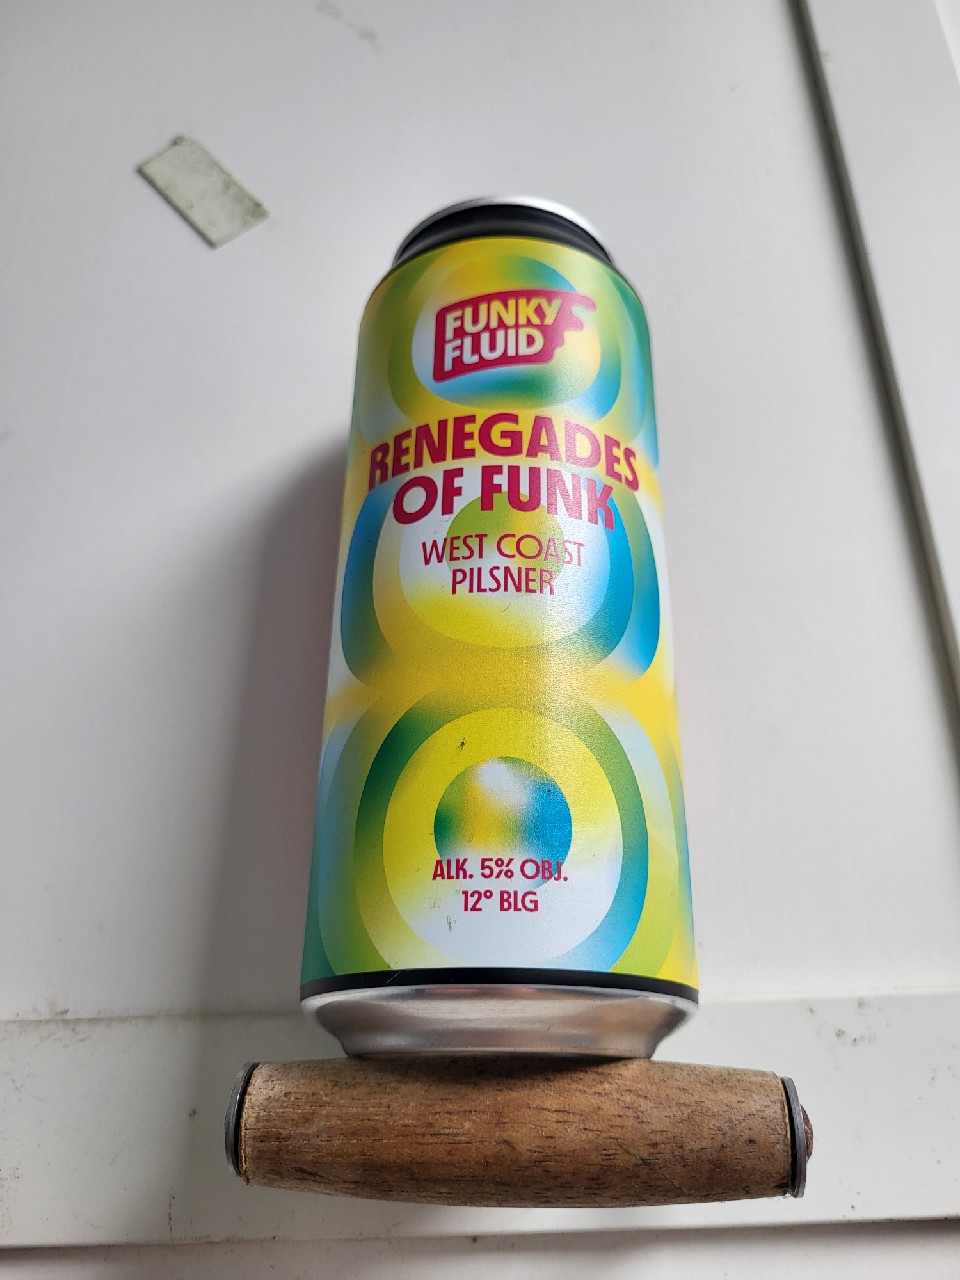 FUNKY
FLUID
RENEGADES
OF FUNK
WEST COAST
PILSNER
ALK. 5% OBJ.
12° BLG